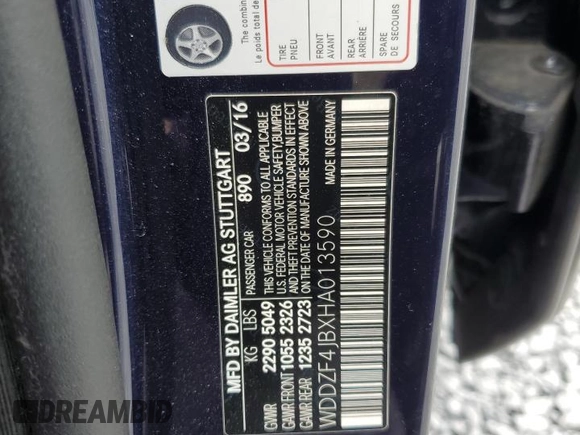 The combin
Le poids total de
TIRE
PNEU
FRONT
AVANT
REAR
ARRIÈRE
SPARE
DE SECOURS
MFD BY DAIMLER AG STUTTGART
KG LBS PASSENGER CAR 890 03/16
GVWR 2290 5049
GAWR FRONT 1055 2326
GAWR REAR 1235 2723
THIS VEHICLE CONFORMS TO ALL APPLICABLE
U.S. FEDERAL MOTOR VEHICLE SAFETY,BUMPER
AND THEFT PREVENTION STANDARDS IN EFFECT
ON THE DATE OF MANUFACTURE SHOWN ABOVE
WDDZF4JBXHA013590 MADE IN GERMANY
DREAMBID